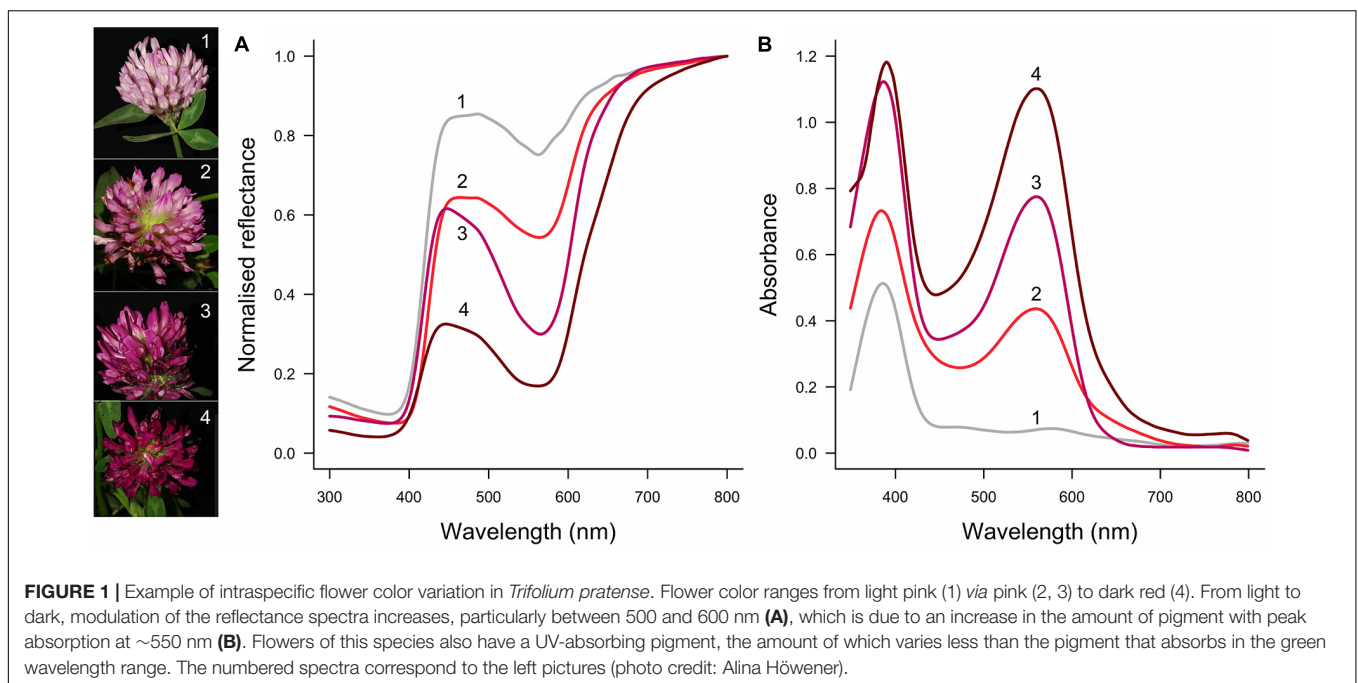 1
2
3
4
A
Normalised reflectance
1.0
0.8
0.6
0.4
0.2
0.0
1
2
3
4
300 400 500 600 700 800
Wavelength (nm)
B
Absorbance
1.2
1.0
0.8
0.6
0.4
0.2
0.0
4
3
2
1
400 500 600 700 800
Wavelength (nm)
FIGURE 1 | Example of intraspecific flower color variation in Trifolium pratense. Flower color ranges from light pink (1) via pink (2, 3) to dark red (4). From light to
dark, modulation of the reflectance spectra increases, particularly between 500 and 600 nm (A), which is due to an increase in the amount of pigment with peak
absorption at ∼550 nm (B). Flowers of this species also have a UV-absorbing pigment, the amount of which varies less than the pigment that absorbs in the green
wavelength range. The numbered spectra correspond to the left pictures (photo credit: Alina Höwener).